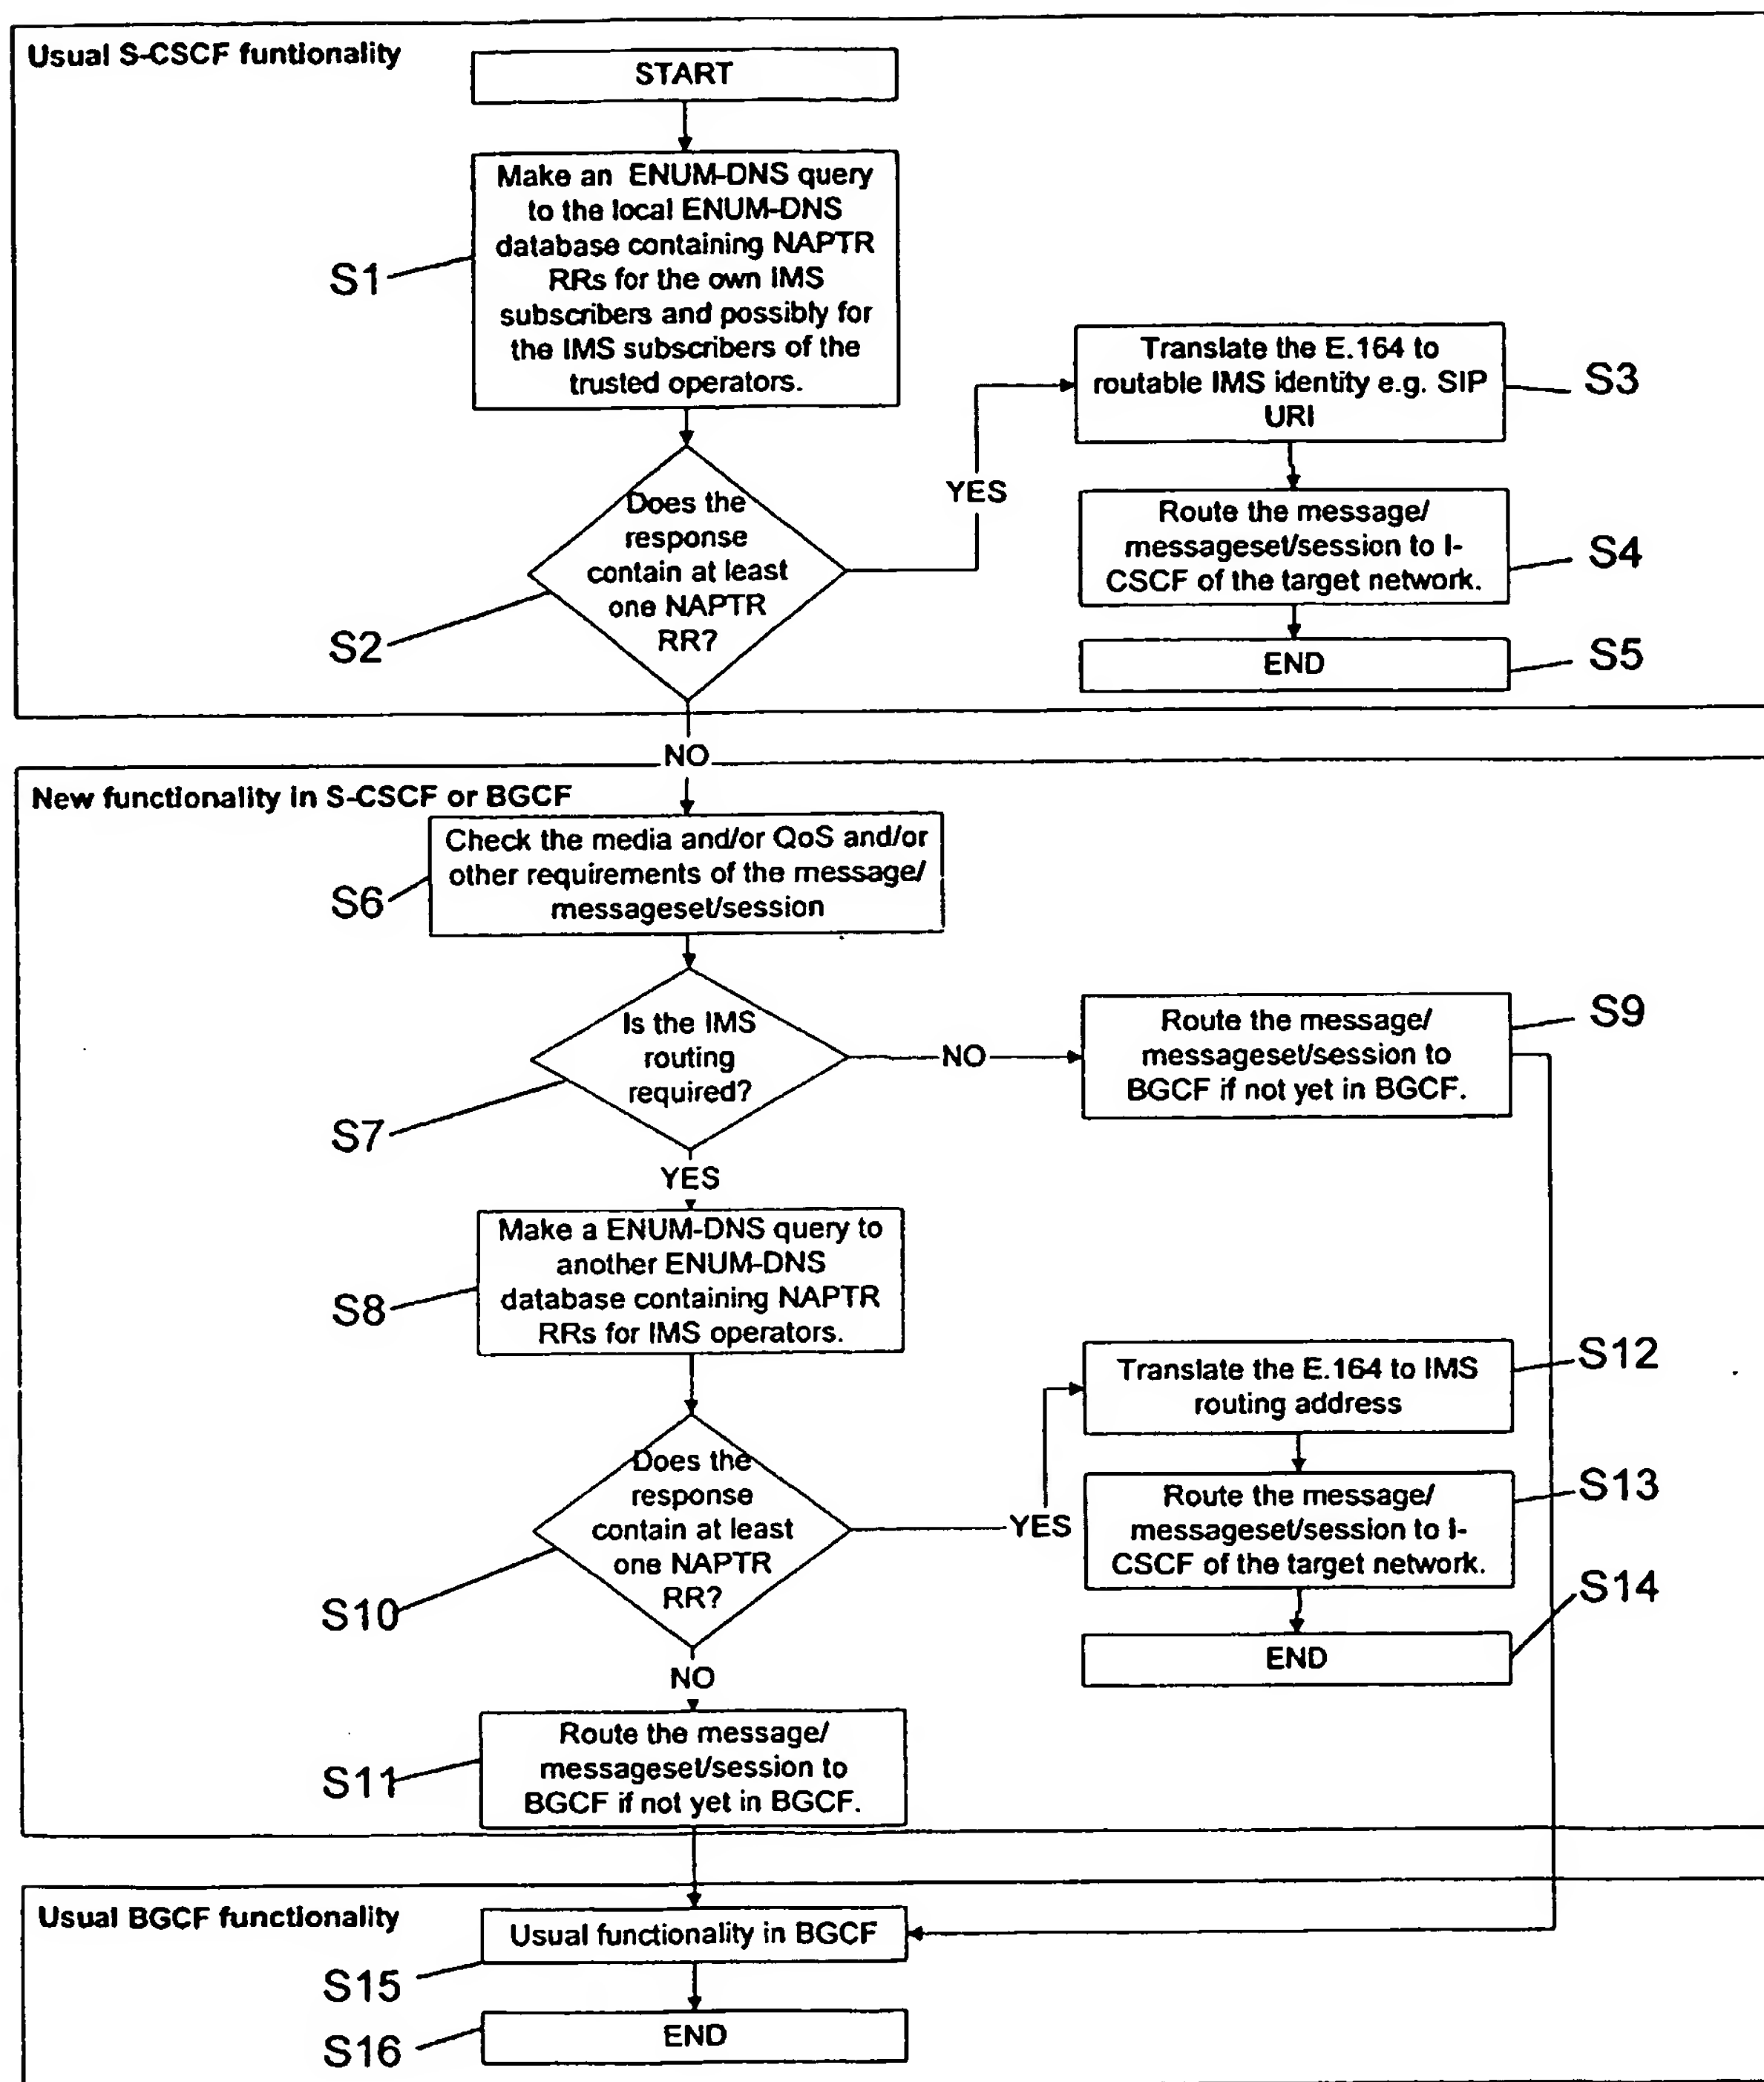 Usual S-CSCF funtionality
START
Make an ENUM-DNS query
to the local ENUM-DNS
database containing NAPTR
RRs for the own IMS
subscribers and possibly for
the IMS subscribers of the
trusted operators.
S1
Translate the E.164 to
routable IMS identity e.g. SIP
URI
S3
YES
Does the
response
contain at least
one NAPTR
RR?
S2
Route the message/
messageset/session to I-
CSCF of the target network.
S4
END
S5
NO
New functionality in S-CSCF or BGCF
Check the media and/or QoS and/or
other requirements of the message/
messageset/session
S6
Is the IMS
routing
required?
S7
NO
Route the message/
messageset/session to
BGCF if not yet in BGCF.
S9
YES
Make a ENUM-DNS query to
another ENUM-DNS
database containing NAPTR
RRs for IMS operators.
S8
Translate the E.164 to IMS
routing address
S12
Does the
response
contain at least
one NAPTR
RR?
S10
YES
Route the message/
messageset/session to I-
CSCF of the target network.
S13
END
S14
NO
Route the message/
messageset/session to
BGCF if not yet in BGCF.
S11
Usual BGCF functionality
Usual functionality in BGCF
S15
END
S16